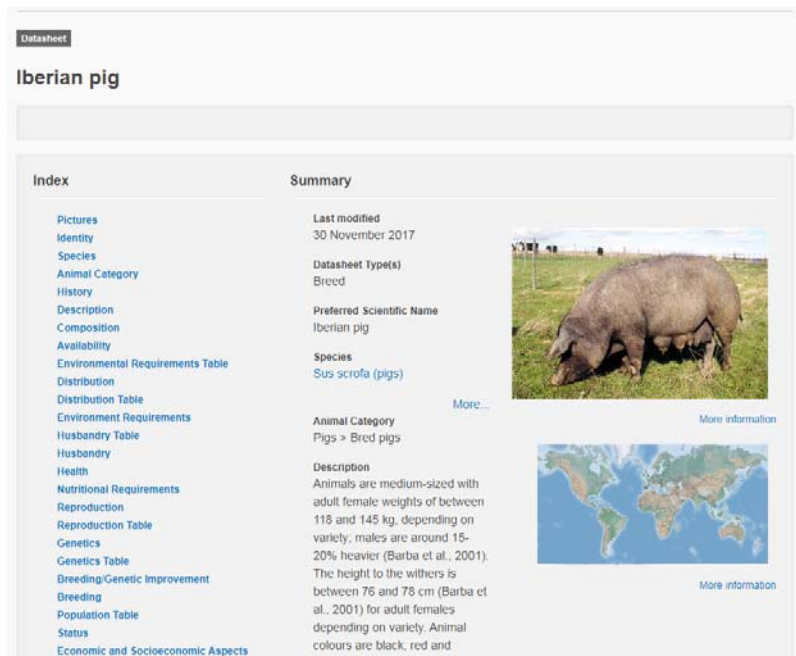 Datasheet
Iberian pig
Index
Pictures
Identity
Species
Animal Category
History
Description
Composition
Availability
Environmental Requirements Table
Distribution
Distribution Table
Environment Requirements
Husbandry Table
Husbandry
Health
Nutritional Requirements
Reproduction
Reproduction Table
Genetics
Genetics Table
Breeding/Genetic Improvement
Breeding
Population Table
Status
Economic and Socioeconomic Aspects
Summary
Last modified
30 November 2017
Datasheet Type(s)
Breed
Preferred Scientific Name
Iberian pig
Species
Sus scrofa (pigs)
More...
Animal Category
Pigs > Bred pigs
Description
Animals are medium-sized with
adult female weights of between
118 and 145 kg, depending on
variety; males are around 15-
20% heavier (Barba et al., 2001).
The height to the withers is
between 76 and 78 cm (Barba et
al., 2001) for adult females
depending on variety. Animal
colours are black, red and
More information
More information